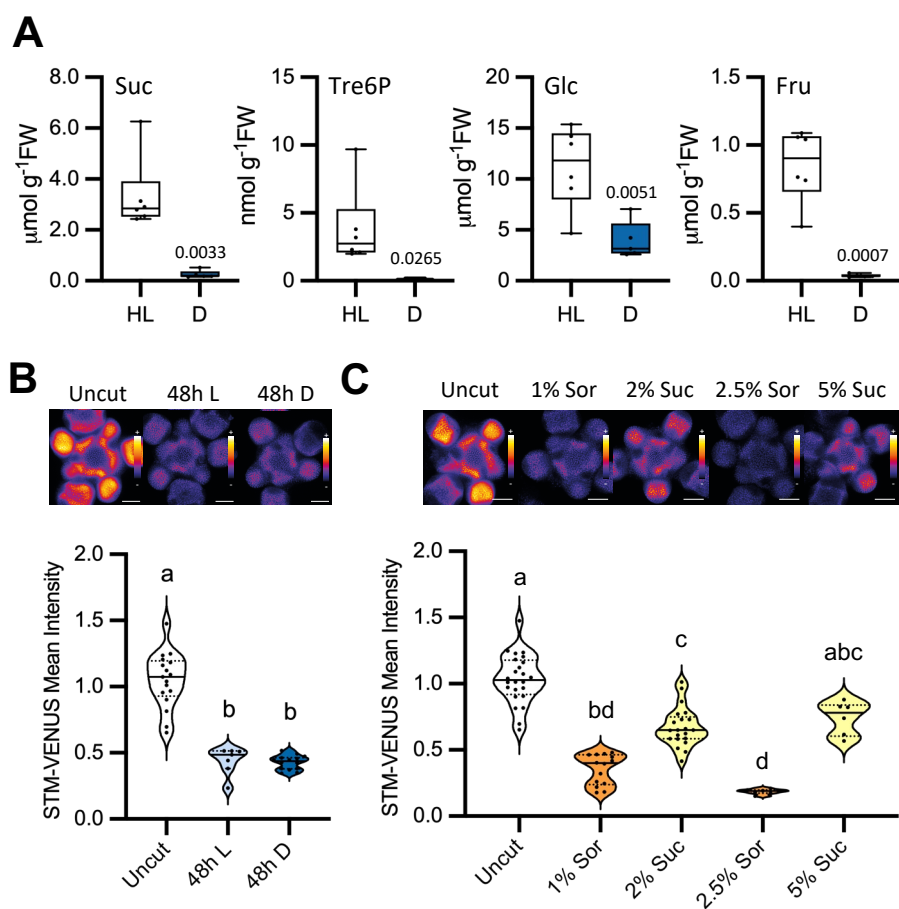 A
Suc
Tre6P
Glc
Fru
μmol g⁻¹FW
8.0
6.0
4.0
2.0
0.0
0.0033
HL
D
nmol g⁻¹FW
15
10
5
0
0.0265
HL
D
μmol g⁻¹FW
20
15
10
5
0
0.0051
HL
D
μmol g⁻¹FW
1.5
1.0
0.5
0.0
0.0007
HL
D
B
Uncut
48h L
48h D
+
-
+
-
+
-
STM-VENUS Mean Intensity
2.0
1.5
1.0
0.5
0.0
a
b
b
Uncut
48h L
48h D
C
Uncut
1% Sor
2% Suc
2.5% Sor
5% Suc
+
-
+
-
+
-
+
-
+
-
STM-VENUS Mean Intensity
2.0
1.5
1.0
0.5
0.0
a
bd
c
d
abc
Uncut
1% Sor
2% Suc
2.5% Sor
5% Suc